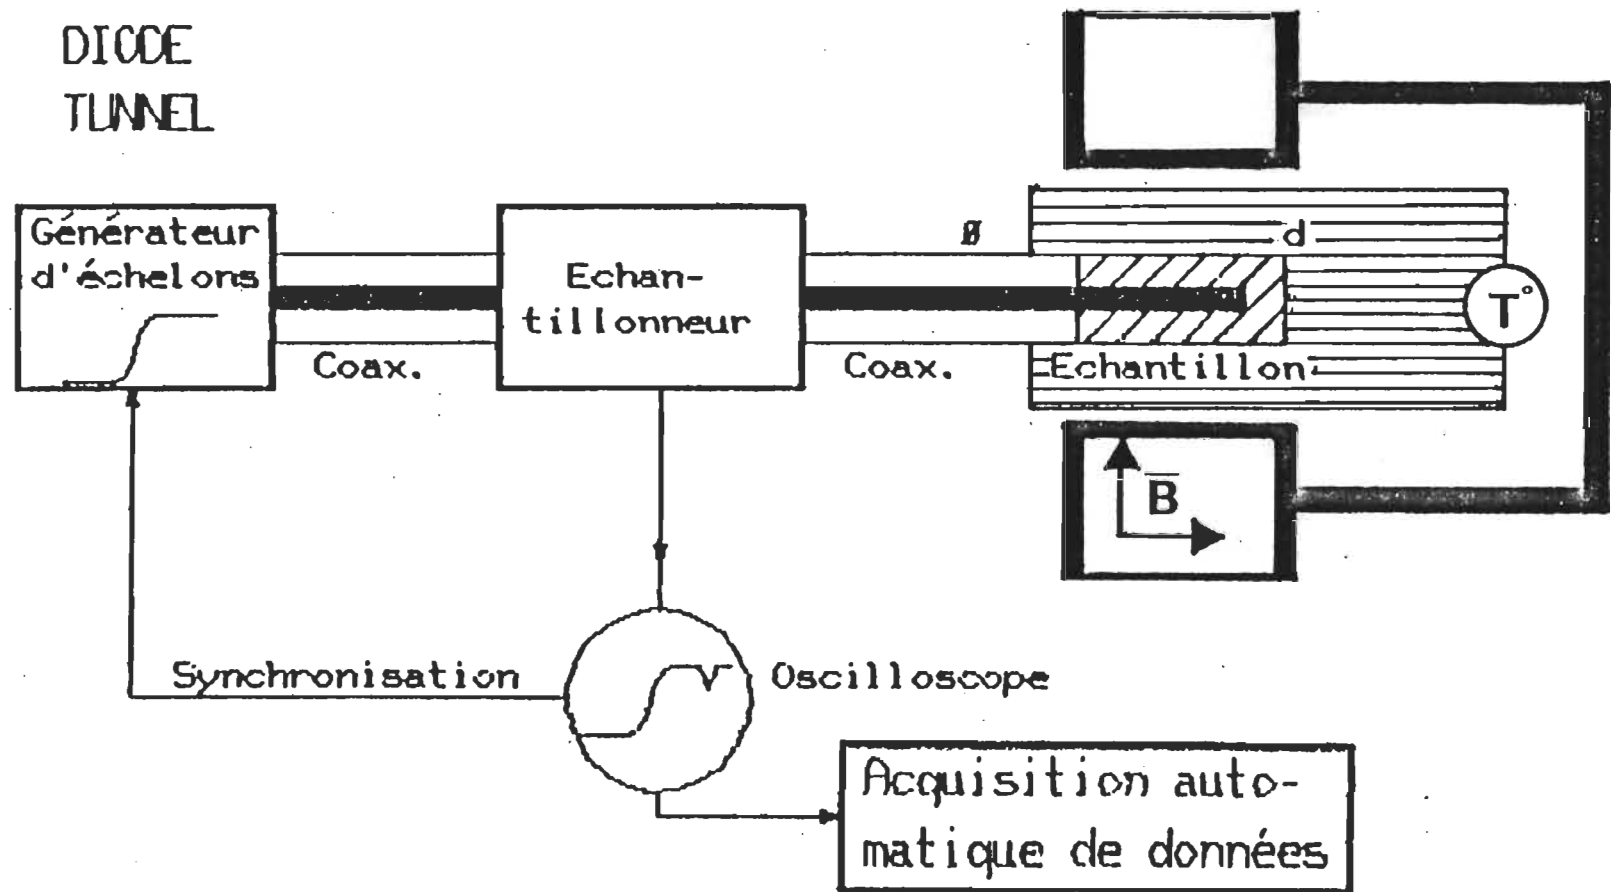 DIODE
TUNNEL
Générateur
d'échelons
Coax.
Echan-
tillonneur
Ø
Coax.
d
Echantillon
T°
B
Synchronisation
Oscilloscope
Acquisition auto-
matique de données